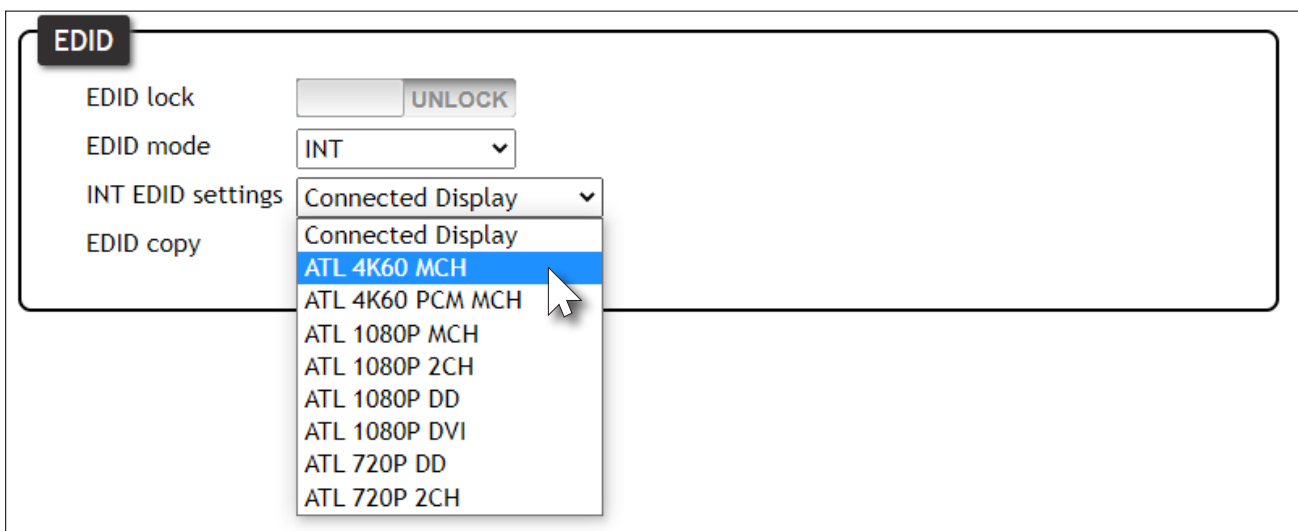 EDID
EDID lock UNLOCK
EDID mode INT
INT EDID settings Connected Display
EDID copy
Connected Display
ATL 4K60 MCH
ATL 4K60 PCM MCH
ATL 1080P MCH
ATL 1080P 2CH
ATL 1080P DD
ATL 1080P DVI
ATL 720P DD
ATL 720P 2CH